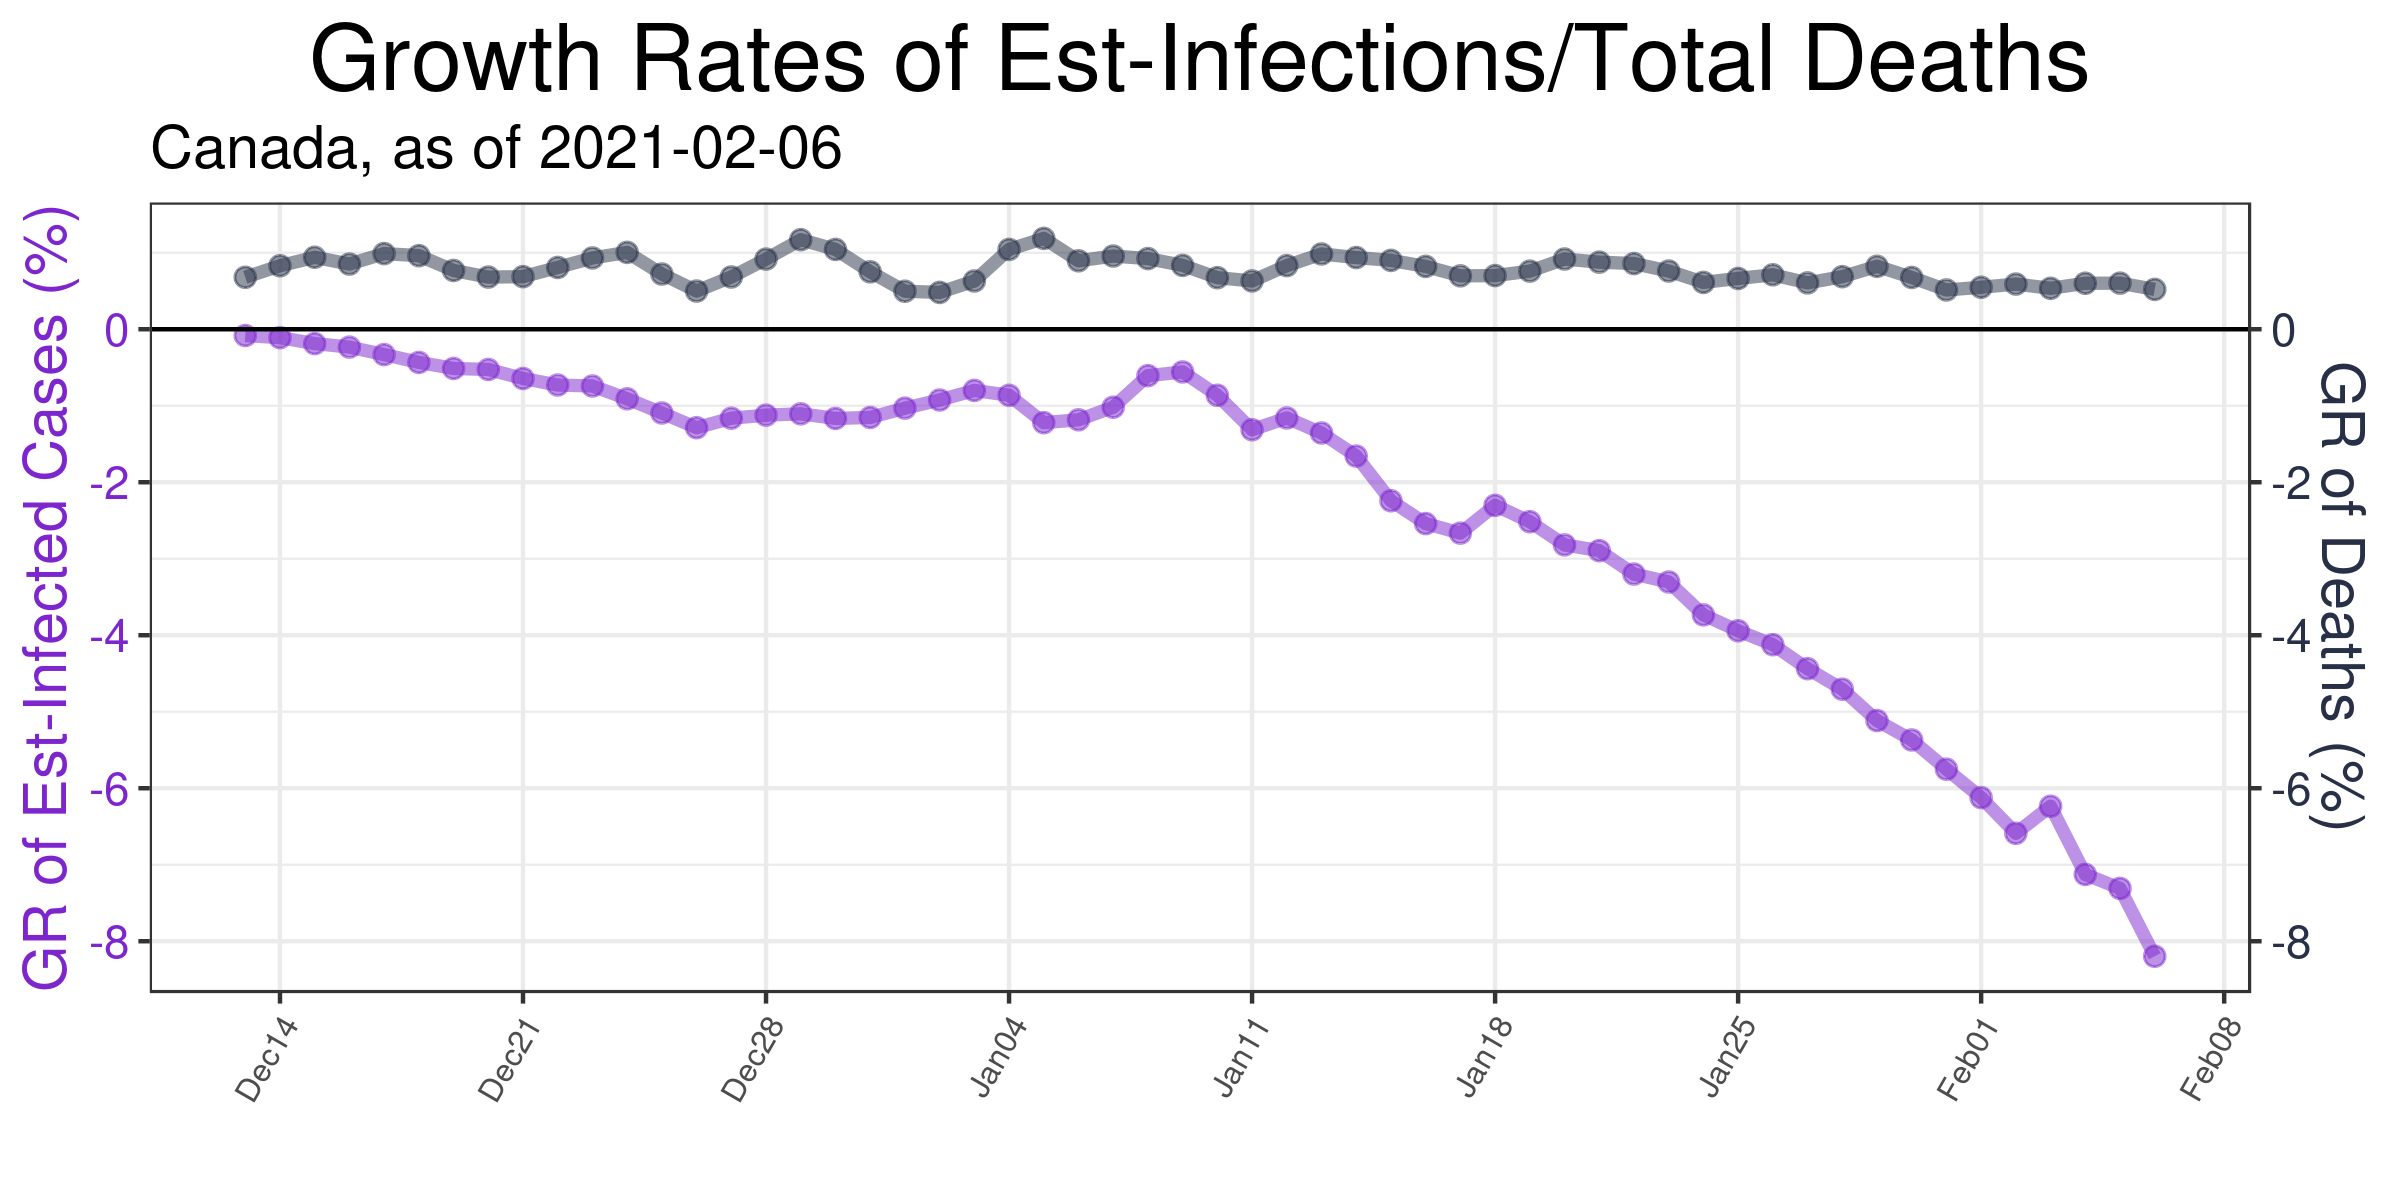 Growth Rates of Est-Infections/Total Deaths
Canada, as of 2021-02-06
GR of Est-Infected Cases (%)
0
-2
-4
-6
-8
0
-2
-4
-6
-8
GR of Deaths (%)
Dec14
Dec21
Dec28
Jan04
Jan11
Jan18
Jan25
Feb01
Feb08